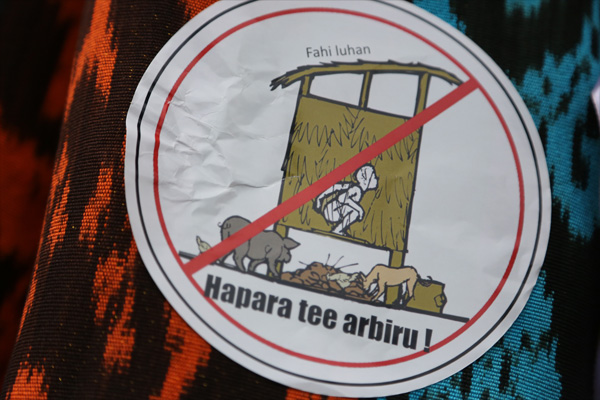 Fahi luhan
Hapara tee arbiru !